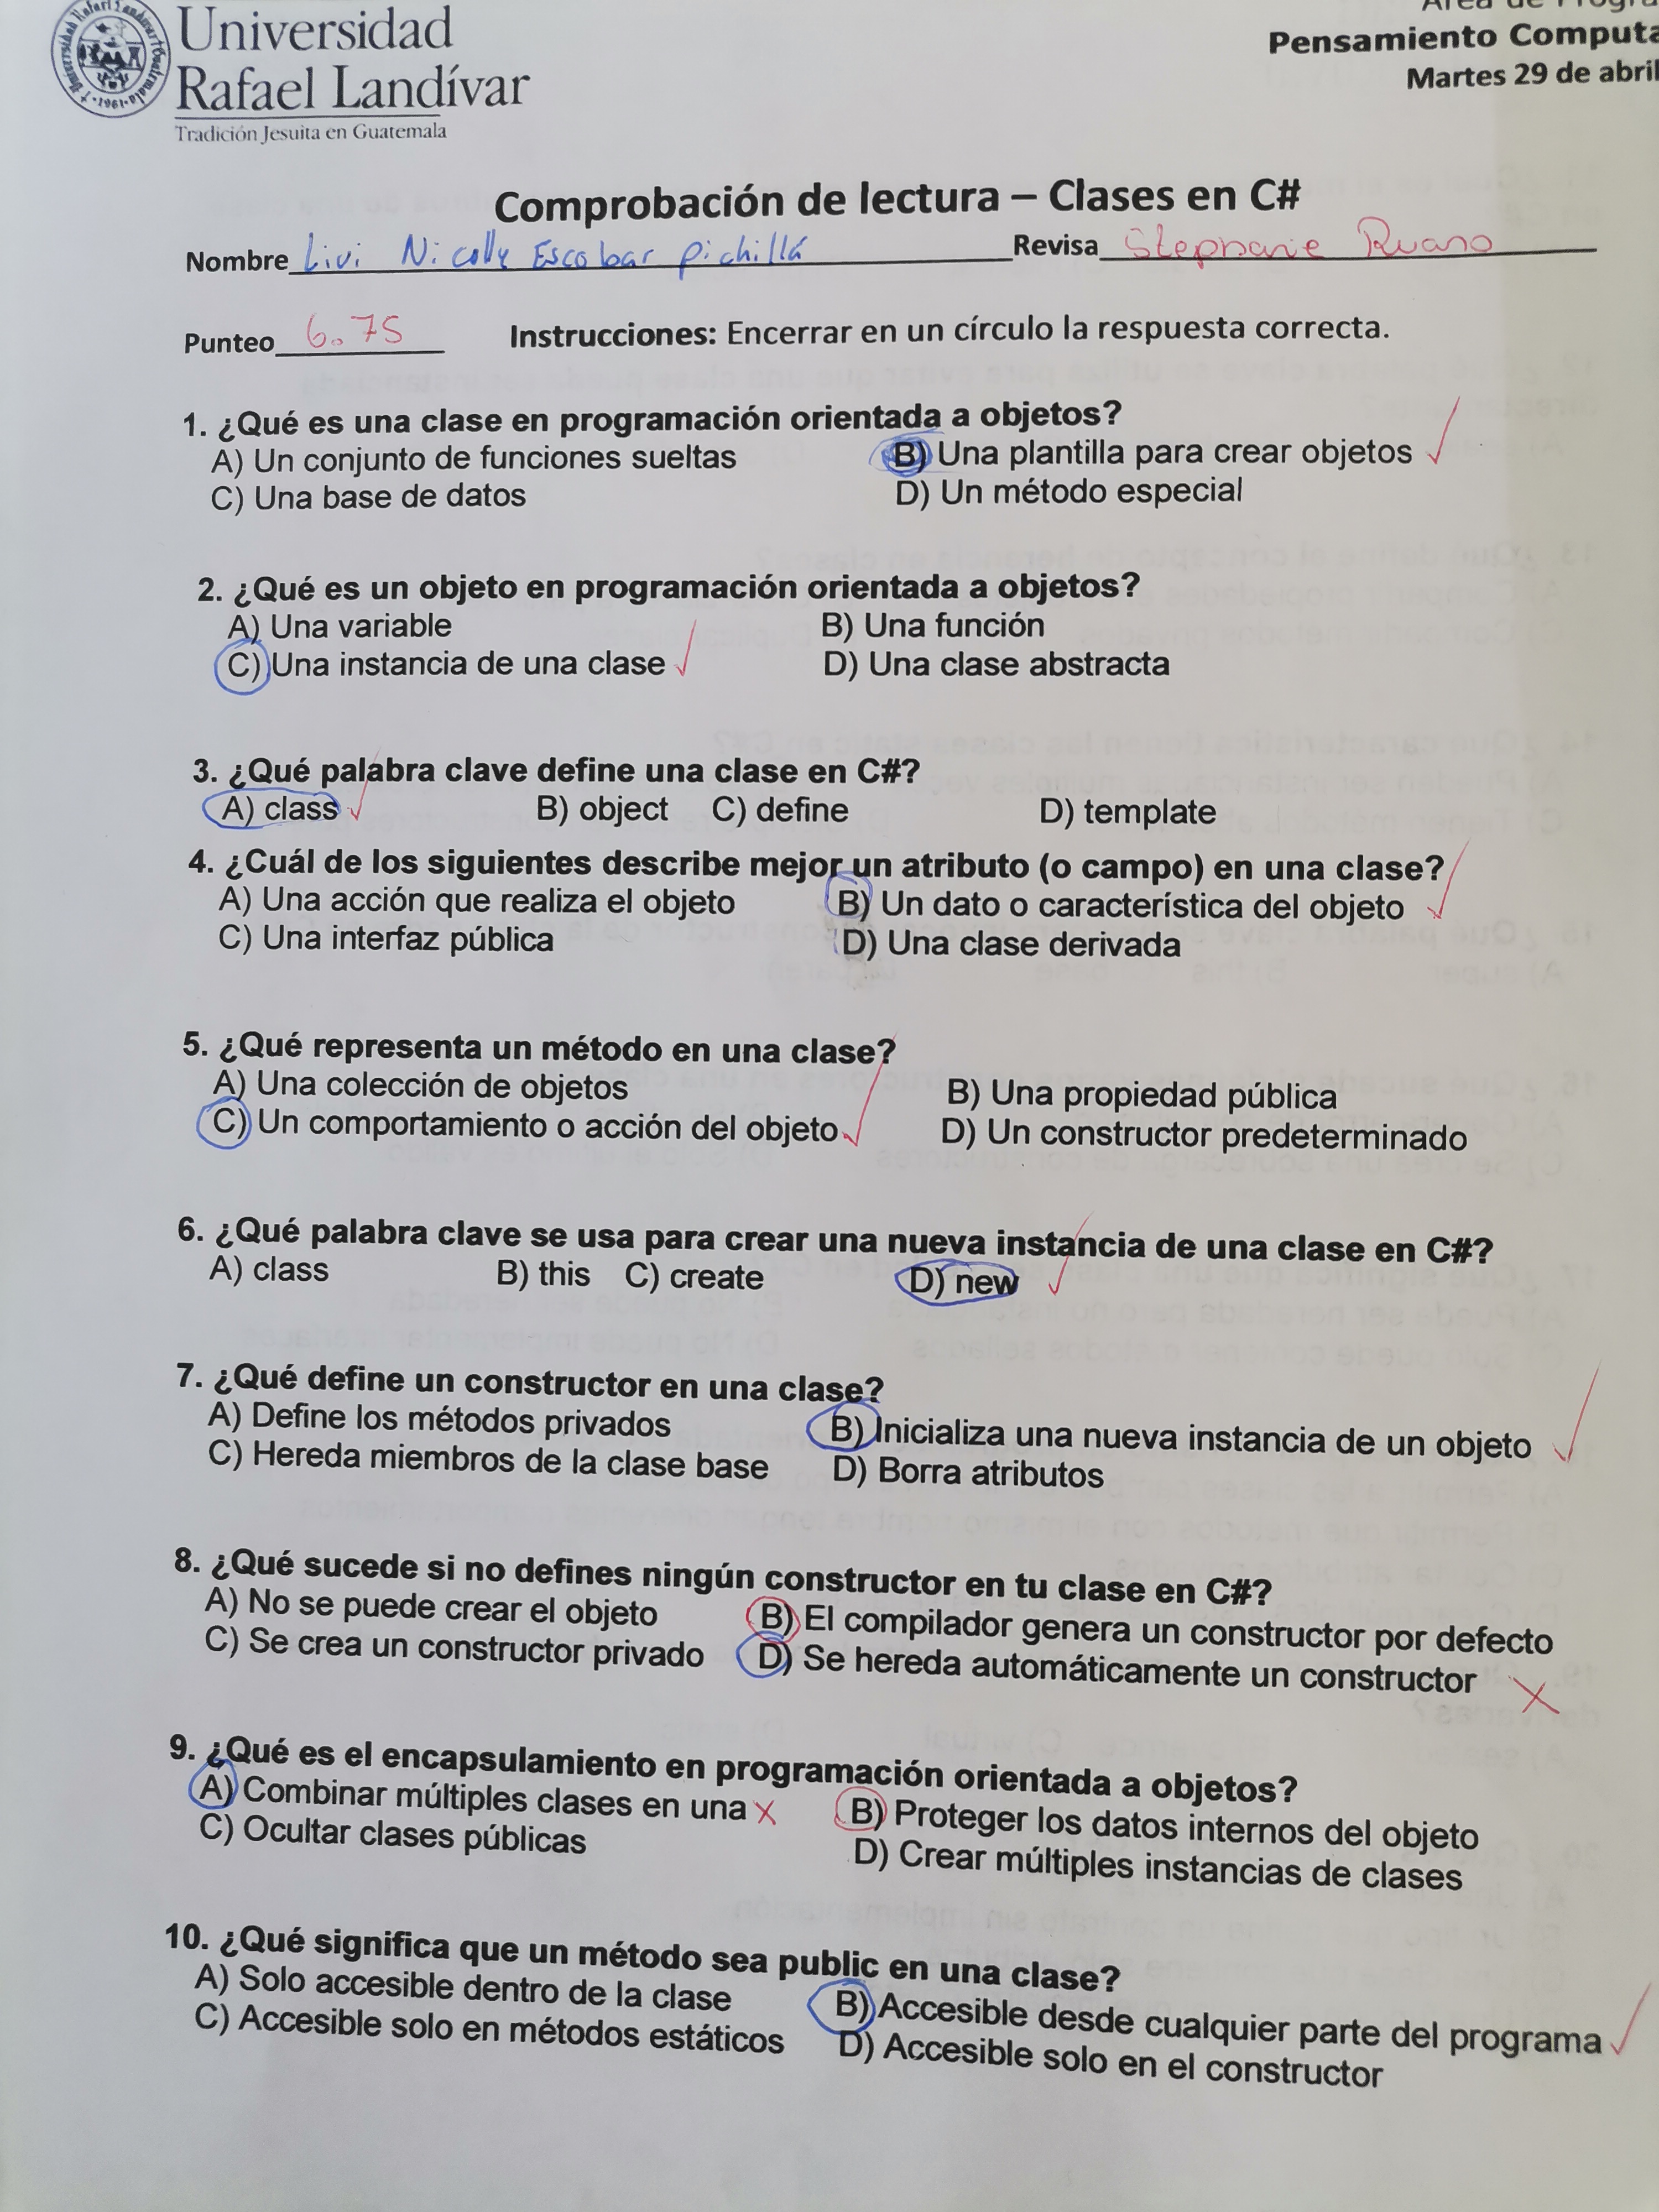 Universidad
Rafael Landívar
Tradición Jesuita en Guatemala
Área de
Pensamiento Computa
Martes 29 de abril
Comprobación de lectura – Clases en C#
Nombre Livi Nicolle Escobar Pichillá Revisa Stephanie Ruano
Punteo 6.75 Instrucciones: Encerrar en un círculo la respuesta correcta.
1. ¿Qué es una clase en programación orientada a objetos?
A) Un conjunto de funciones sueltas B) Una plantilla para crear objetos
C) Una base de datos D) Un método especial
2. ¿Qué es un objeto en programación orientada a objetos?
A) Una variable B) Una función
C) Una instancia de una clase D) Una clase abstracta
3. ¿Qué palabra clave define una clase en C#?
A) class B) object C) define D) template
4. ¿Cuál de los siguientes describe mejor un atributo (o campo) en una clase?
A) Una acción que realiza el objeto B) Un dato o característica del objeto
C) Una interfaz pública D) Una clase derivada
5. ¿Qué representa un método en una clase?
A) Una colección de objetos B) Una propiedad pública
C) Un comportamiento o acción del objeto D) Un constructor predeterminado
6. ¿Qué palabra clave se usa para crear una nueva instancia de una clase en C#?
A) class B) this C) create D) new
7. ¿Qué define un constructor en una clase?
A) Define los métodos privados B) Inicializa una nueva instancia de un objeto
C) Hereda miembros de la clase base D) Borra atributos
8. ¿Qué sucede si no defines ningún constructor en tu clase en C#?
A) No se puede crear el objeto B) El compilador genera un constructor por defecto
C) Se crea un constructor privado D) Se hereda automáticamente un constructor
9. ¿Qué es el encapsulamiento en programación orientada a objetos?
A) Combinar múltiples clases en una B) Proteger los datos internos del objeto
C) Ocultar clases públicas D) Crear múltiples instancias de clases
10. ¿Qué significa que un método sea public en una clase?
A) Solo accesible dentro de la clase B) Accesible desde cualquier parte del programa
C) Accesible solo en métodos estáticos D) Accesible solo en el constructor